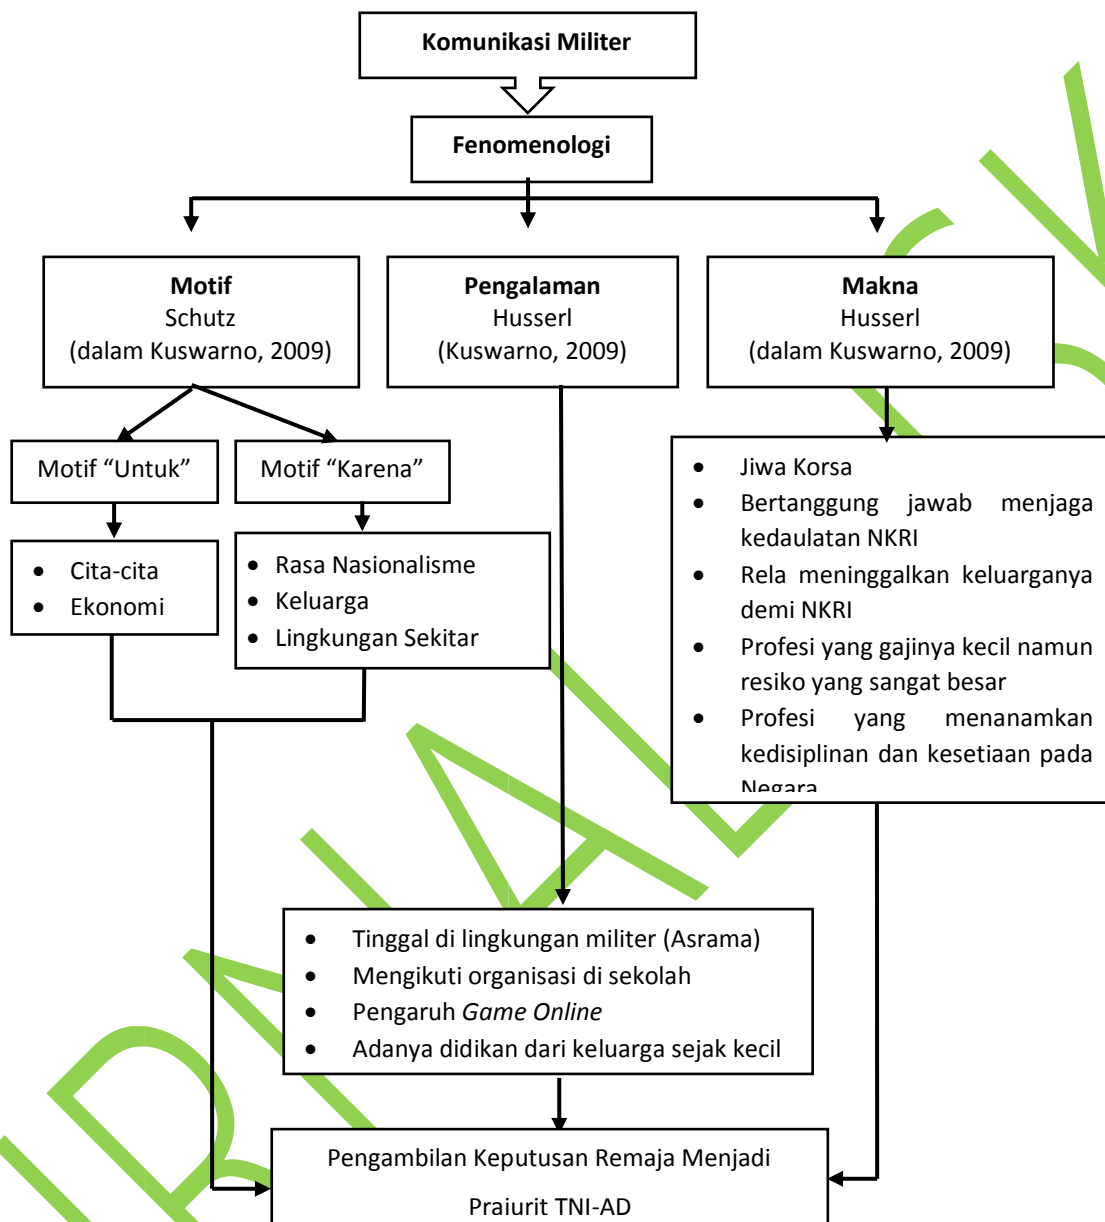 Komunikasi Militer
Fenomenologi
Motif
Schutz
(dalam Kuswarno, 2009)
Pengalaman
Husserl
(Kuswarno, 2009)
Makna
Husserl
(dalam Kuswarno, 2009)
Motif “Untuk”
Motif “Karena”
• Cita-cita
• Ekonomi
• Rasa Nasionalisme
• Keluarga
• Lingkungan Sekitar
• Jiwa Korsa
• Bertanggung jawab menjaga
kedaulatan NKRI
• Rela meninggalkan keluarganya
demi NKRI
• Profesi yang gajinya kecil namun
resiko yang sangat besar
• Profesi yang menanamkan
kedisiplinan dan kesetiaan pada
Negara
• Tinggal di lingkungan militer (Asrama)
• Mengikuti organisasi di sekolah
• Pengaruh Game Online
• Adanya didikan dari keluarga sejak kecil
Pengambilan Keputusan Remaja Menjadi
Prajurit TNI-AD